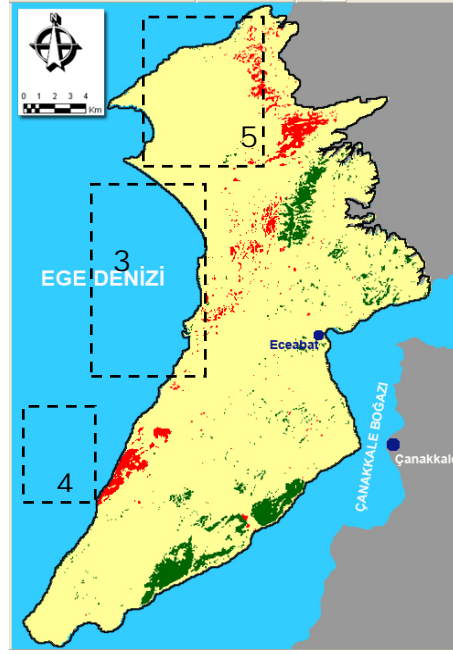 N
0 1 2 3 4
Km
5
3
EGE DENİZİ
Eceabat
ÇANAKKALE BOĞAZI
Çanakkale
4